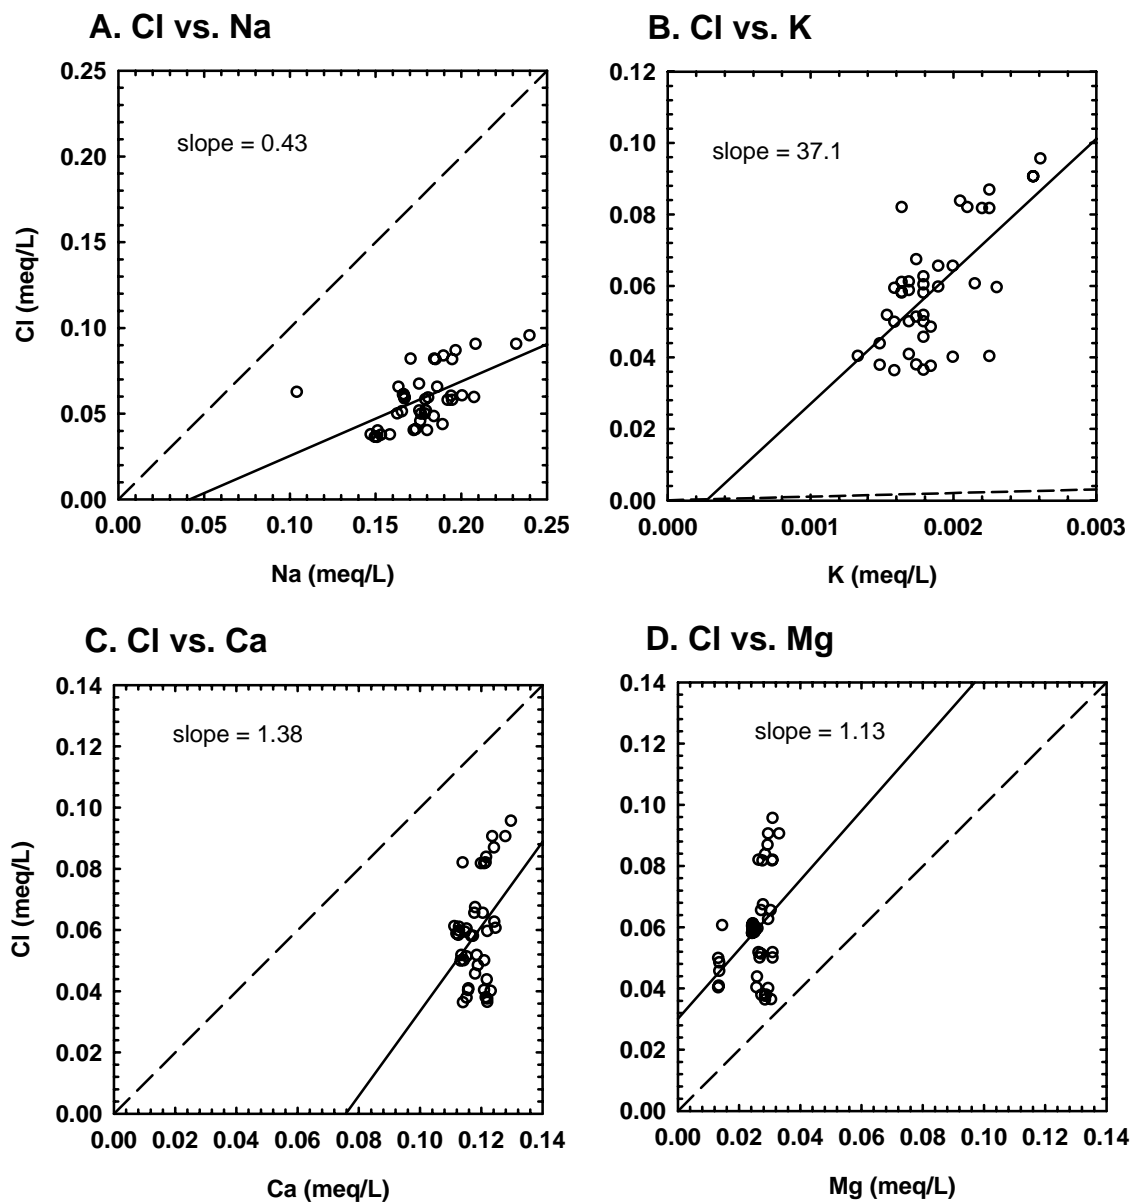 A. Cl vs. Na
B. Cl vs. K
0.25
0.20
0.15
0.10
0.05
0.00
Cl (meq/L)
slope = 0.43
0.00 0.05 0.10 0.15 0.20 0.25
Na (meq/L)
0.12
0.10
0.08
0.06
0.04
0.02
0.00
slope = 37.1
0.000 0.001 0.002 0.003
K (meq/L)
C. Cl vs. Ca
D. Cl vs. Mg
0.14
0.12
0.10
0.08
0.06
0.04
0.02
0.00
Cl (meq/L)
slope = 1.38
0.00 0.02 0.04 0.06 0.08 0.10 0.12 0.14
Ca (meq/L)
0.14
0.12
0.10
0.08
0.06
0.04
0.02
0.00
slope = 1.13
0.00 0.02 0.04 0.06 0.08 0.10 0.12 0.14
Mg (meq/L)